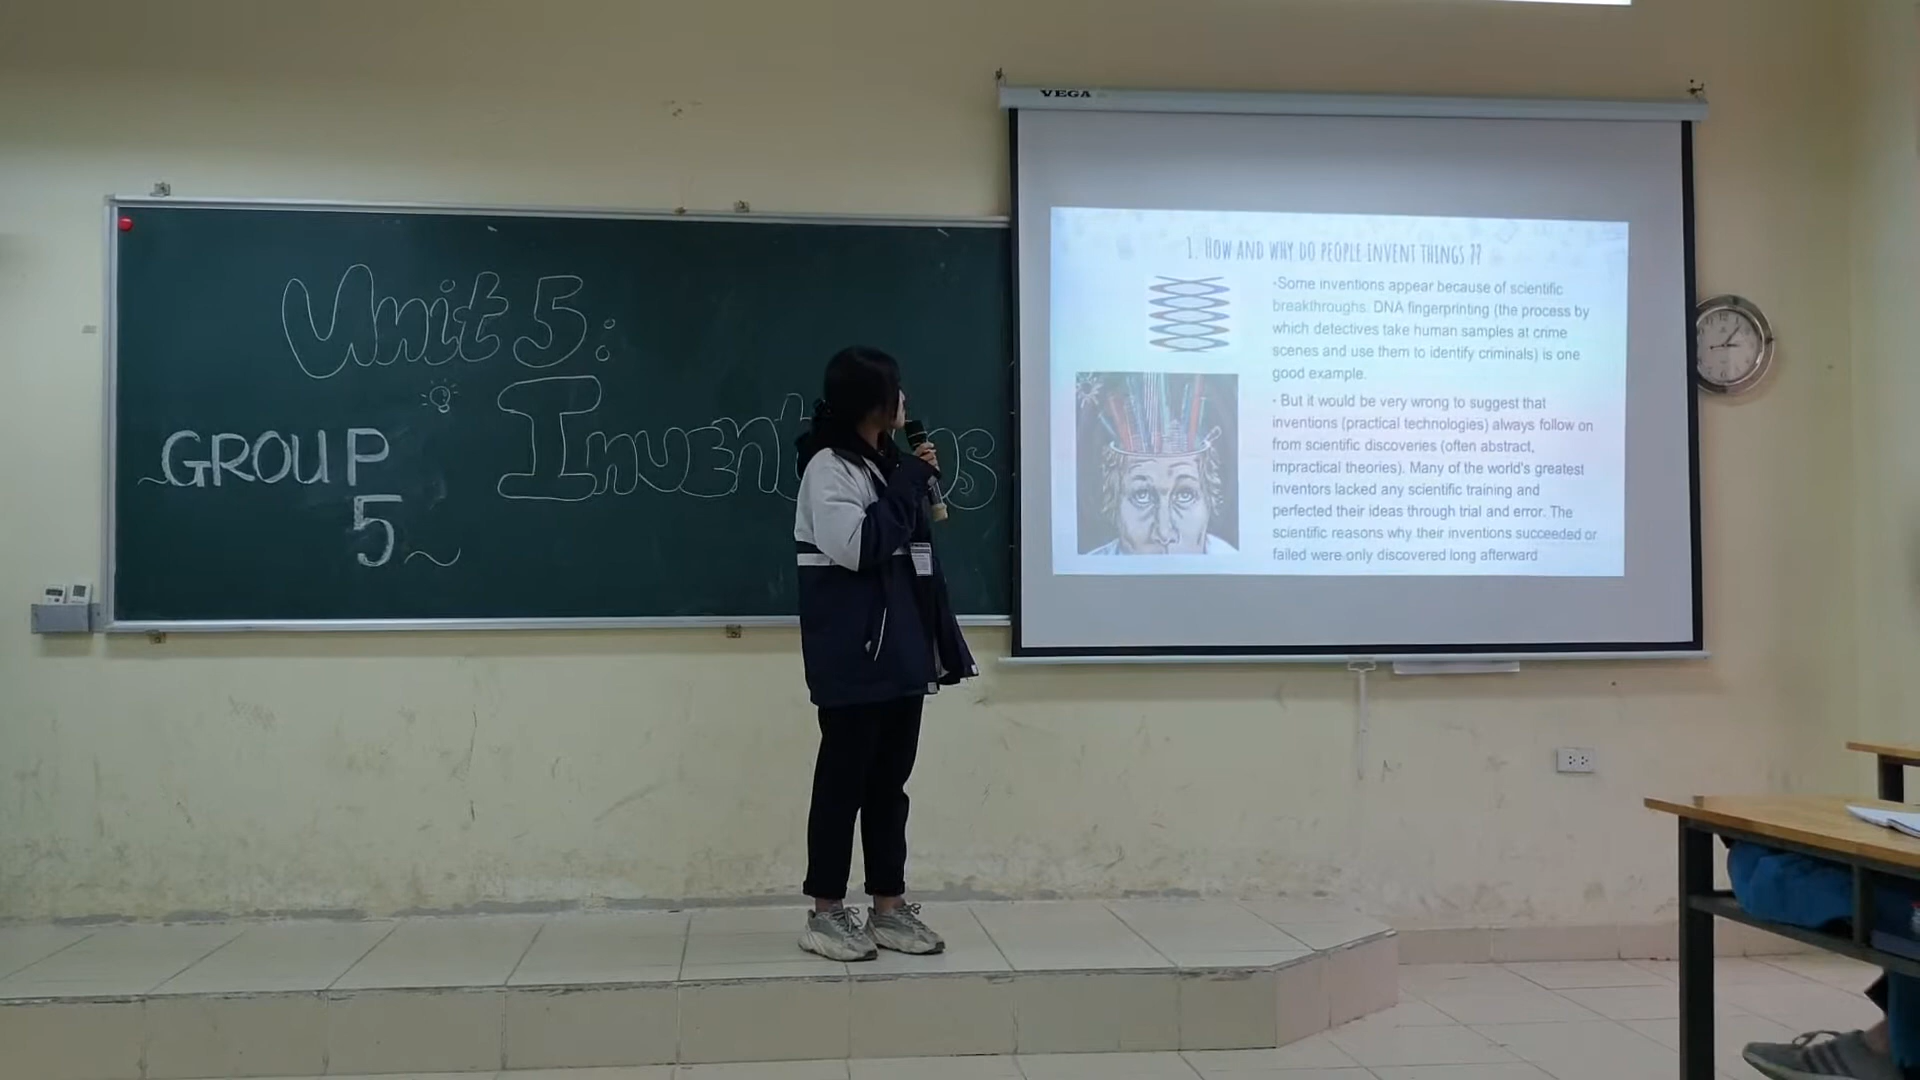 Unit 5:
Inventions
~GROUP
5~
VEGA
1. HOW AND WHY DO PEOPLE INVENT THINGS ??
-Some inventions appear because of scientific
breakthroughs. DNA fingerprinting (the process by
which detectives take human samples at crime
scenes and use them to identify criminals) is one
good example.
- But it would be very wrong to suggest that
inventions (practical technologies) always follow on
from scientific discoveries (often abstract,
impractical theories). Many of the world's greatest
inventors lacked any scientific training and
perfected their ideas through trial and error. The
scientific reasons why their inventions succeeded or
failed were only discovered long afterward